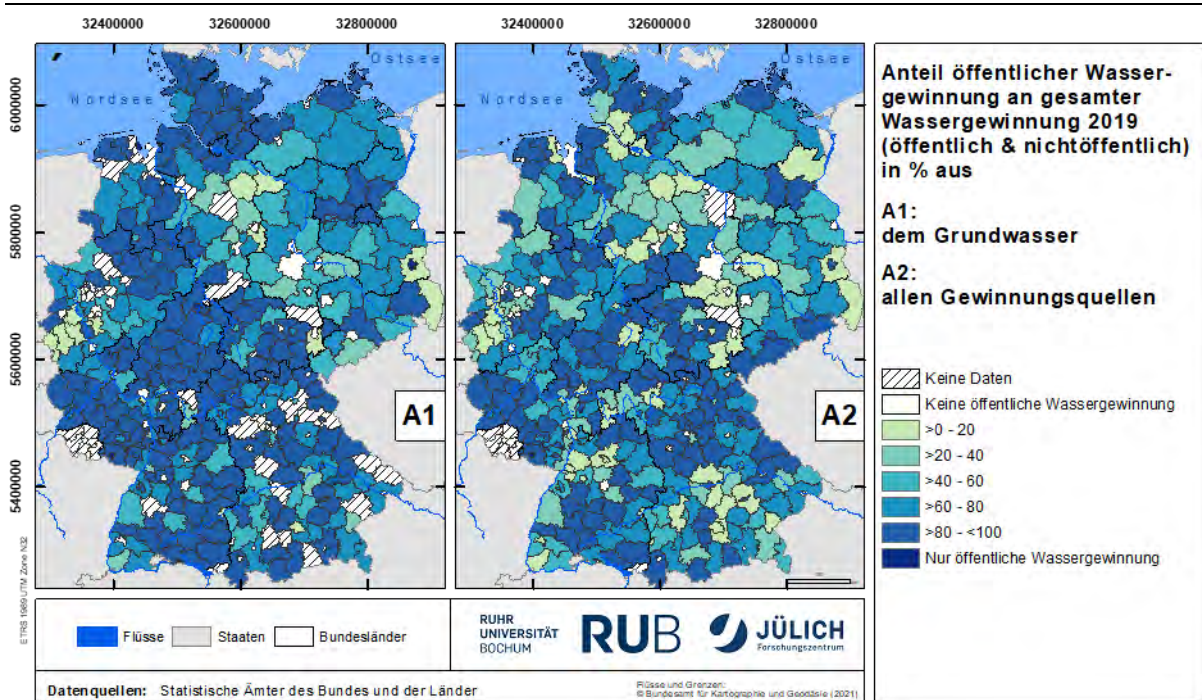 32400000 32600000 32800000 32400000 32600000 32800000
6000000
5800000
5600000
5400000
Nordsee
Ostsee
A1
Nordsee
Ostsee
A2
Anteil öffentlicher Wasser-
gewinnung an gesamter
Wassergewinnung 2019
(öffentlich & nichtöffentlich)
in % aus
A1:
dem Grundwasser
A2:
allen Gewinnungsquellen
Keine Daten
Keine öffentliche Wassergewinnung
>0 - 20
>20 - 40
>40 - 60
>60 - 80
>80 - <100
Nur öffentliche Wassergewinnung
ETRS 1989 UTM Zone N32
Flüsse Staaten Bundesländer
RUHR
UNIVERSITÄT
BOCHUM
RUB
JÜLICH
Forschungszentrum
Datenquellen: Statistische Ämter des Bundes und der Länder
Flüsse und Grenzen:
© Bundesamt für Kartographie und Geodäsie (2021)